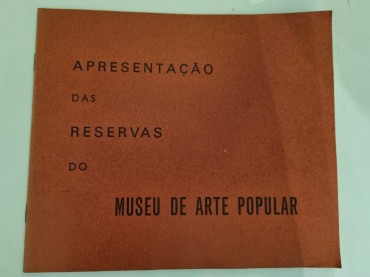 APRESENTAÇÃO
DAS
RESERVAS
DO
MUSEU DE ARTE POPULAR